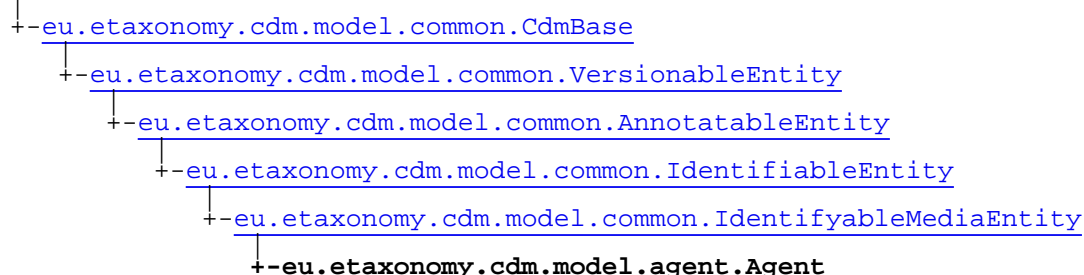 +-eu.etaxonomy.cdm.model.common.CdmBase
+-eu.etaxonomy.cdm.model.common.VersionableEntity
+-eu.etaxonomy.cdm.model.common.AnnotatableEntity
+-eu.etaxonomy.cdm.model.common.IdentifiableEntity
+-eu.etaxonomy.cdm.model.common.IdentifyableMediaEntity
+-eu.etaxonomy.cdm.model.agent.Agent